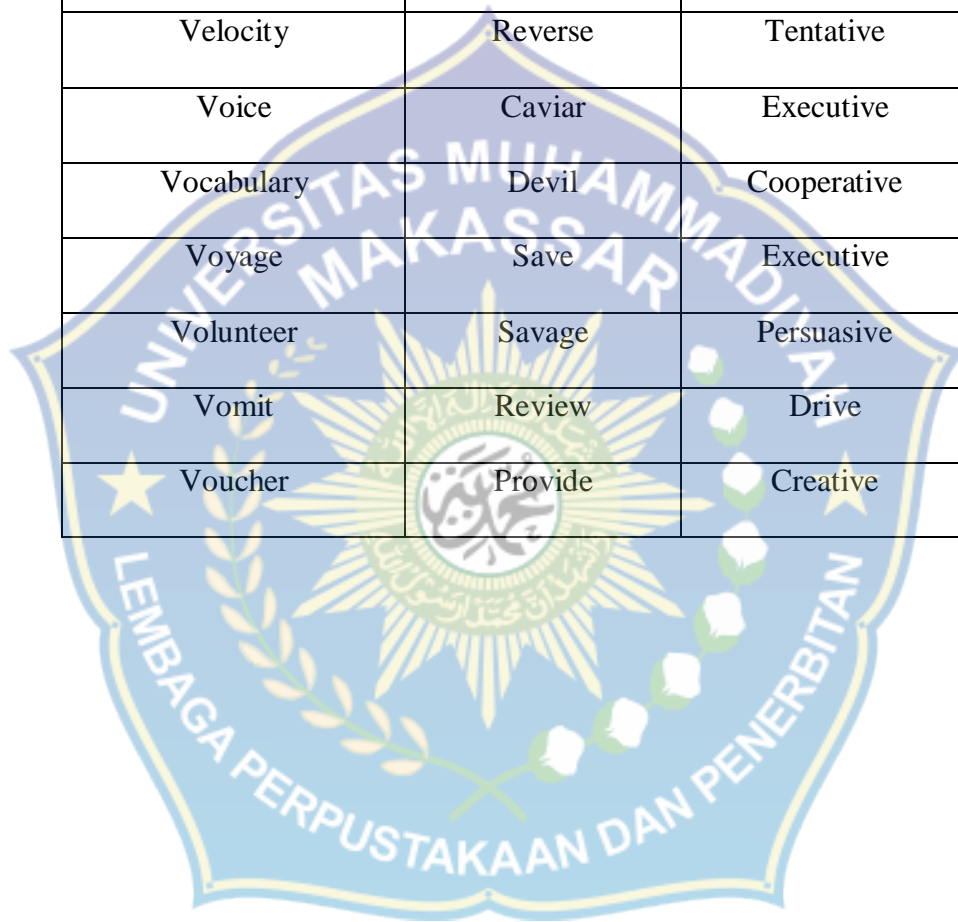 Velocity Reverse Tentative
Voice Caviar Executive
Vocabulary Devil Cooperative
Voyage Save Executive
Volunteer Savage Persuasive
Vomit Review Drive
Voucher Provide Creative
UNIVERSITAS MUHAMMADIYAH
MAKASSAR
LEMBAGA PERPUSTAKAAN DAN PENERBITAN